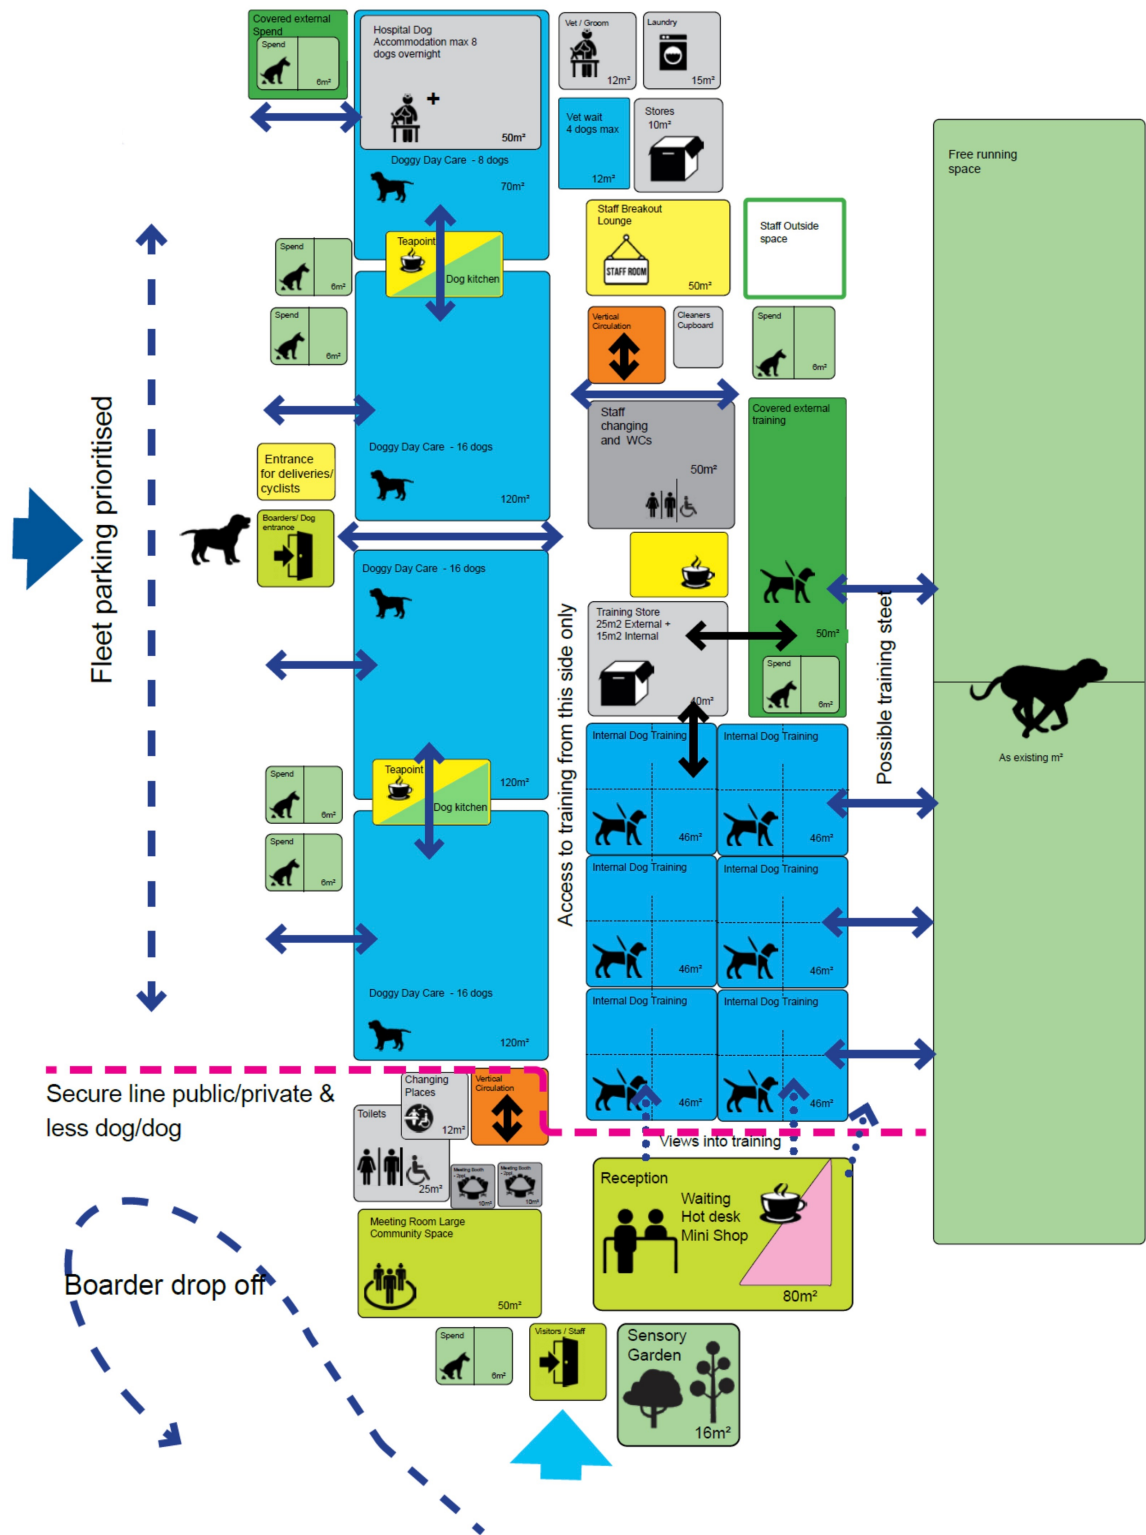 Covered external
Spend
Spend
6m²
Hospital Dog
Accommodation max 8
dogs overnight
+
50m²
Doggy Day Care - 8 dogs
70m²
Vet / Groom
12m²
Laundry
15m²
Vet wait
4 dogs max
12m²
Stores
10m²
Free running
space
As existing m²
Staff Breakout
Lounge
STAFF ROOM
50m²
Staff Outside
space
Spend
6m²
Teapoint
Dog kitchen
Spend
6m²
Vertical
Circulation
Cleaners
Cupboard
Spend
6m²
Fleet parking prioritised
Doggy Day Care - 16 dogs
120m²
Staff
changing
and WCs
50m²
Covered external
training
50m²
Spend
6m²
Entrance
for deliveries/
cyclists
Boarders/ Dog
entrance
Doggy Day Care - 16 dogs
120m²
Access to training from this side only
Training Store
25m2 External +
15m2 Internal
40m²
Possible training steet
Internal Dog Training
46m²
Internal Dog Training
46m²
Spend
6m²
Teapoint
Dog kitchen
Spend
6m²
Internal Dog Training
46m²
Internal Dog Training
46m²
Doggy Day Care - 16 dogs
120m²
Internal Dog Training
46m²
Internal Dog Training
46m²
Secure line public/private &
less dog/dog
Changing
Places
12m²
Vertical
Circulation
Toilets
25m²
Meeting Booth
10m²
Meeting Booth
10m²
Views into training
Reception
Waiting
Hot desk
Mini Shop
80m²
Meeting Room Large
Community Space
50m²
Boarder drop off
Spend
6m²
Visitors / Staff
Sensory
Garden
16m²